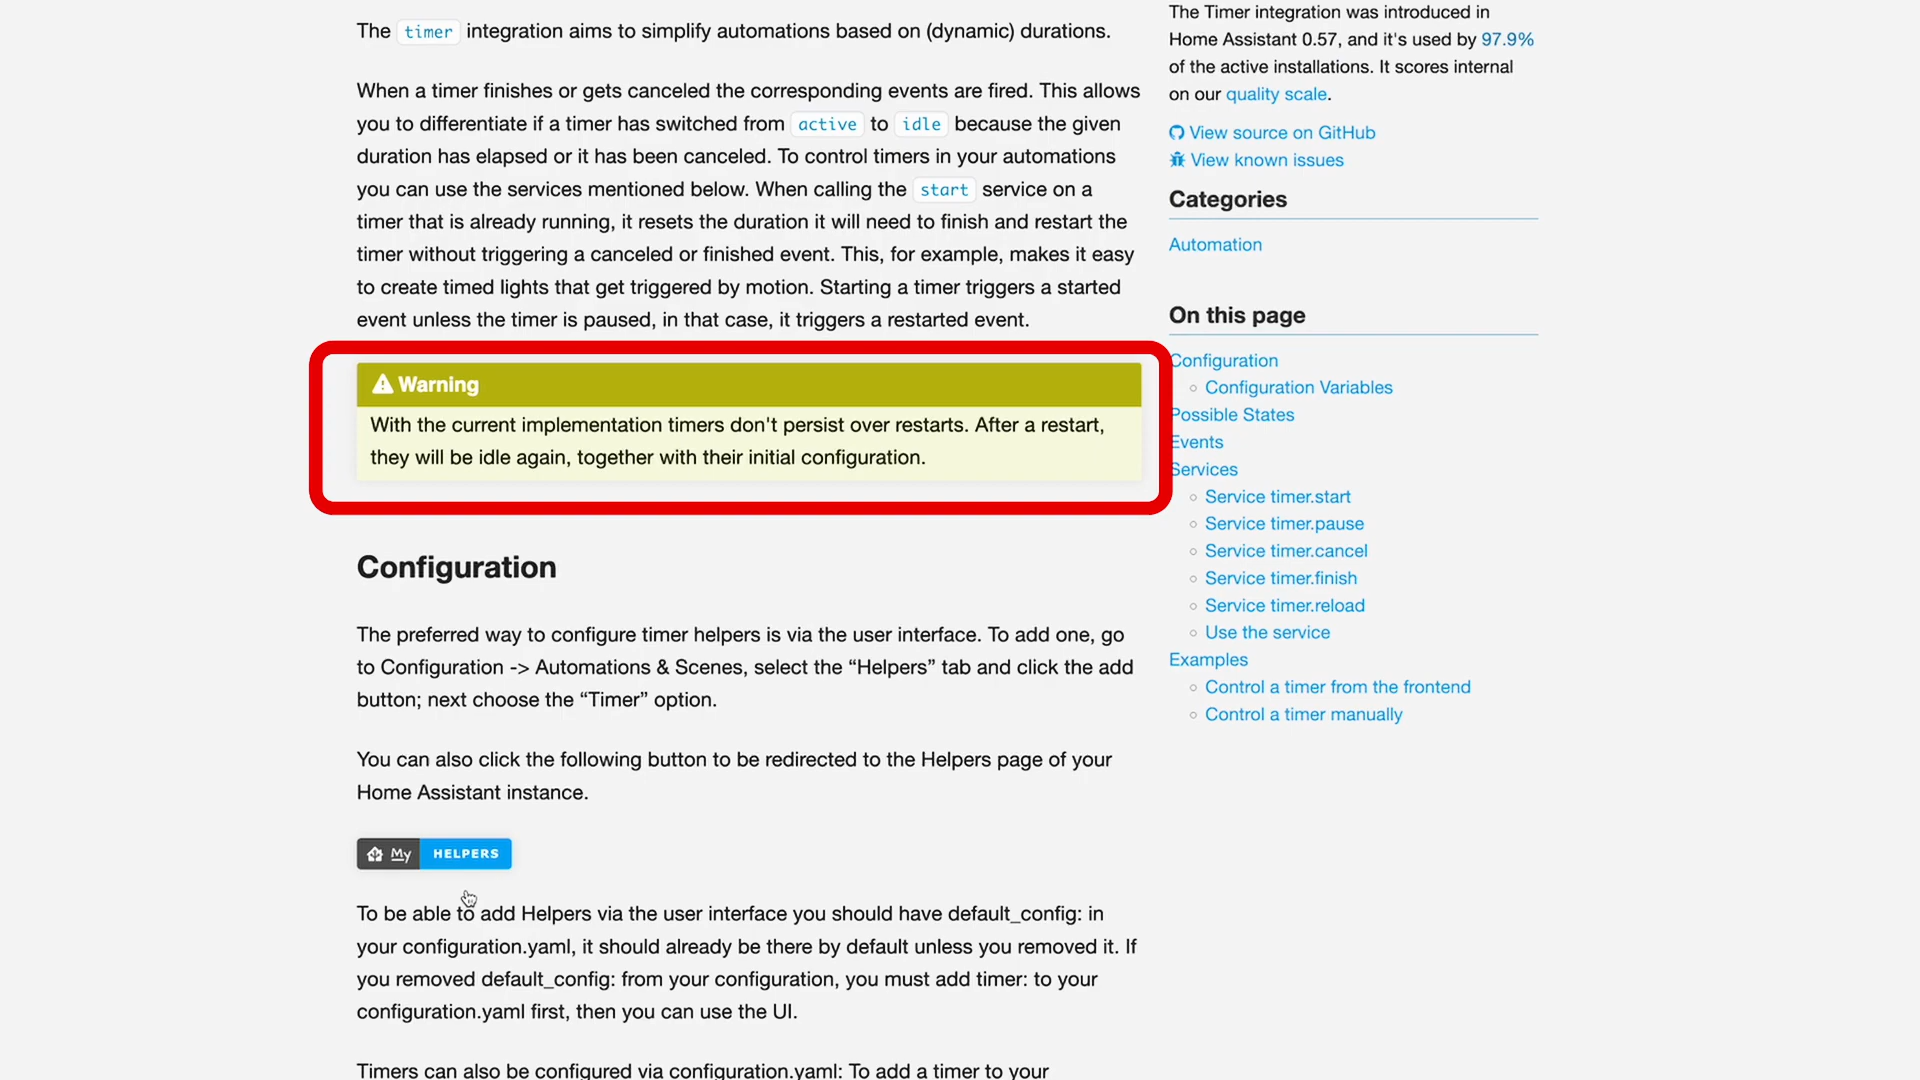 The timer integration aims to simplify automations based on (dynamic) durations.
When a timer finishes or gets canceled the corresponding events are fired. This allows
you to differentiate if a timer has switched from active to idle because the given
duration has elapsed or it has been canceled. To control timers in your automations
you can use the services mentioned below. When calling the start service on a
timer that is already running, it resets the duration it will need to finish and restart the
timer without triggering a canceled or finished event. This, for example, makes it easy
to create timed lights that get triggered by motion. Starting a timer triggers a started
event unless the timer is paused, in that case, it triggers a restarted event.
Warning
With the current implementation timers don't persist over restarts. After a restart,
they will be idle again, together with their initial configuration.
Configuration
The preferred way to configure timer helpers is via the user interface. To add one, go
to Configuration -> Automations & Scenes, select the “Helpers” tab and click the add
button; next choose the “Timer” option.
You can also click the following button to be redirected to the Helpers page of your
Home Assistant instance.
My HELPERS
To be able to add Helpers via the user interface you should have default_config: in
your configuration.yaml, it should already be there by default unless you removed it. If
you removed default_config: from your configuration, you must add timer: to your
configuration.yaml first, then you can use the UI.
Timers can also be configured via configuration.yaml: To add a timer to your
The Timer integration was introduced in
Home Assistant 0.57, and it's used by 97.9%
of the active installations. It scores internal
on our quality scale.
View source on GitHub
View known issues
Categories
Automation
On this page
Configuration
Configuration Variables
Possible States
Events
Services
Service timer.start
Service timer.pause
Service timer.cancel
Service timer.finish
Service timer.reload
Use the service
Examples
Control a timer from the frontend
Control a timer manually